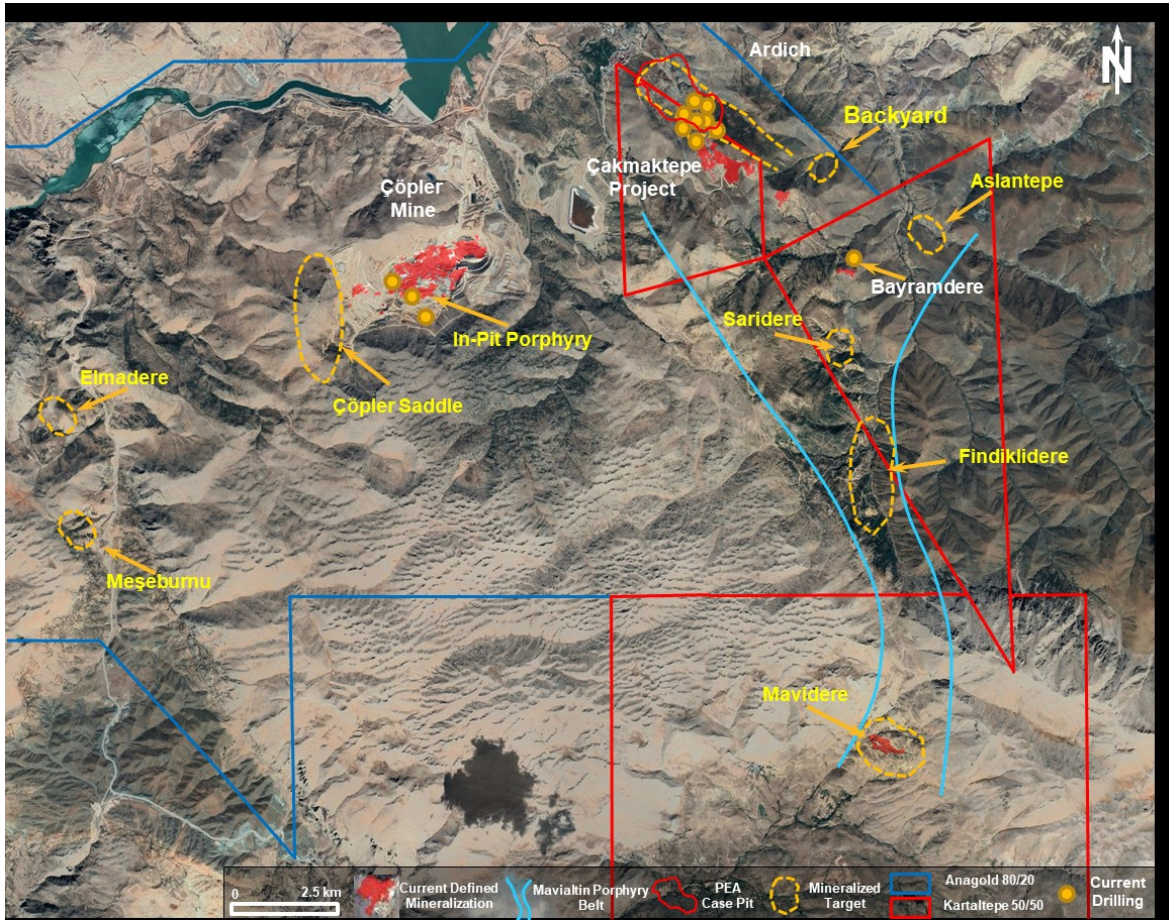 N
Ardich
Backyard
Çakmaktepe
Project
Aslantepe
Çöpler
Mine
Bayramdere
Saridere
In-Pit Porphyry
Elmadere
Çöpler Saddle
Findiklidere
Meşeburnu
Mavidere
0 2.5 km
Current Defined
Mineralization
Mavialtin Porphyry
Belt
PEA
Case Pit
Mineralized
Target
Anagold 80/20
Kartaltepe 50/50
Current
Drilling